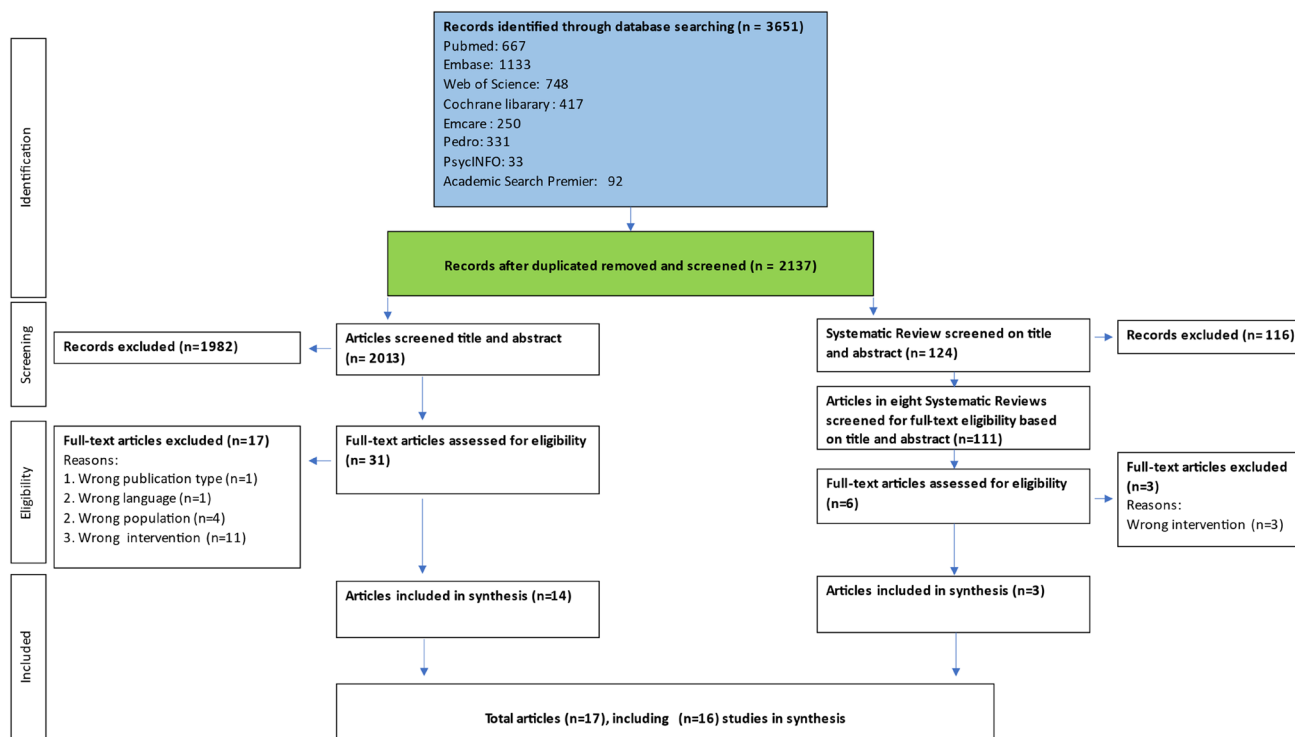 Identification
Records identified through database searching (n = 3651)
Pubmed: 667
Embase: 1133
Web of Science: 748
Cochrane libarary : 417
Emcare : 250
Pedro: 331
PsycINFO: 33
Academic Search Premier: 92
Records after duplicated removed and screened (n = 2137)
Screening
Records excluded (n=1982)
Articles screened title and abstract
(n= 2013)
Systematic Review screened on title
and abstract (n= 124)
Records excluded (n= 116)
Articles in eight Systematic Reviews
screened for full-text eligibility based
on title and abstract (n=111)
Eligibility
Full-text articles excluded (n=17)
Reasons:
1. Wrong publication type (n=1)
2. Wrong language (n=1)
2. Wrong population (n=4)
3. Wrong intervention (n=11)
Full-text articles assessed for eligibility
(n= 31)
Full-text articles assessed for eligibility
(n=6)
Full-text articles excluded
(n=3)
Reasons:
Wrong intervention (n=3)
Included
Articles included in synthesis (n=14)
Articles included in synthesis (n=3)
Total articles (n=17), including (n=16) studies in synthesis